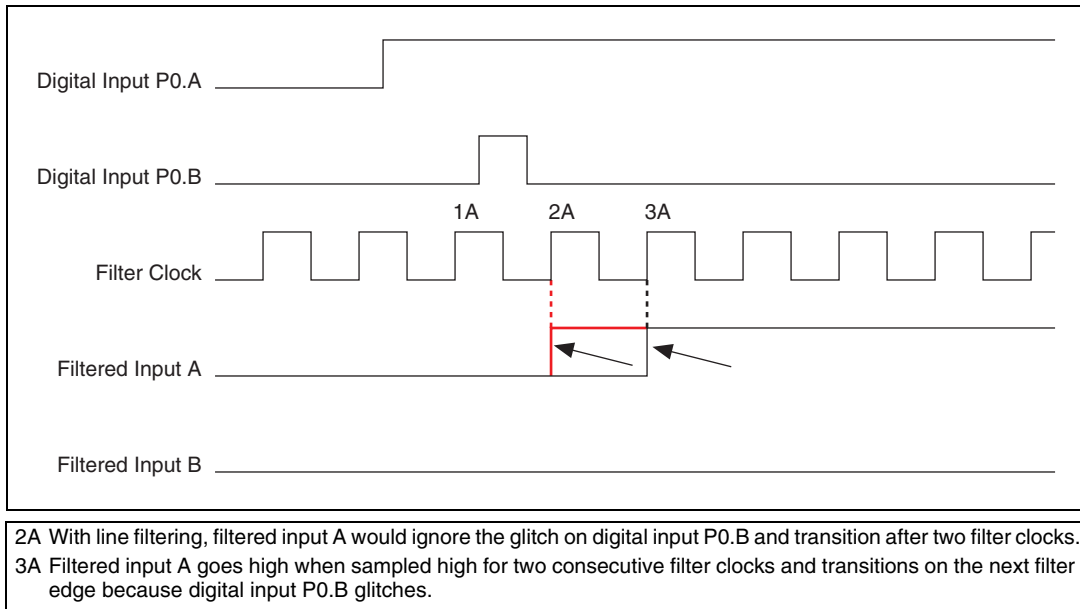 Digital Input P0.A
Digital Input P0.B
1A 2A 3A
Filter Clock
Filtered Input A
Filtered Input B
2A With line filtering, filtered input A would ignore the glitch on digital input P0.B and transition after two filter clocks.
3A Filtered input A goes high when sampled high for two consecutive filter clocks and transitions on the next filter
edge because digital input P0.B glitches.